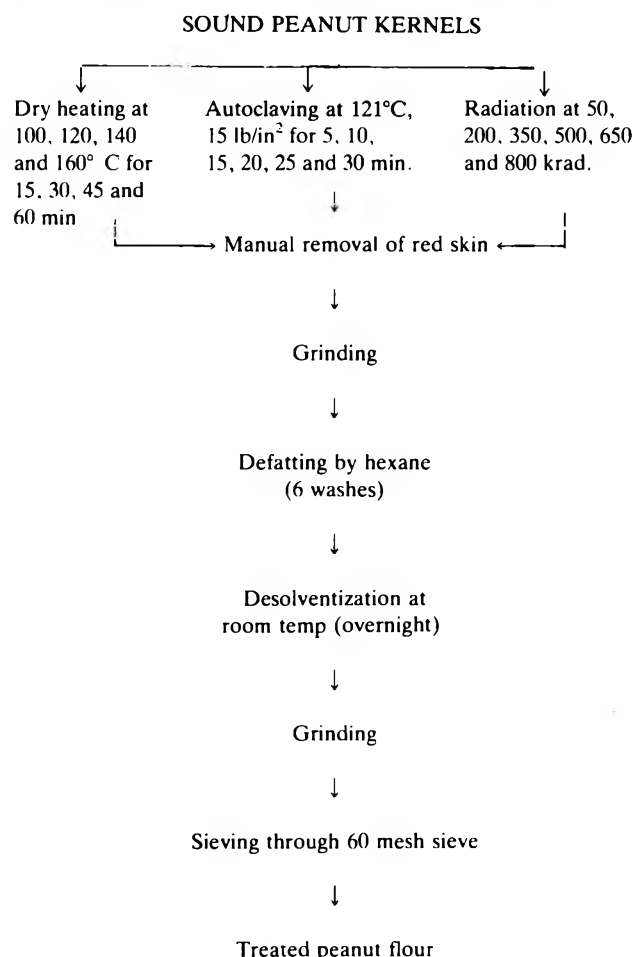 SOUND PEANUT KERNELS
Dry heating at
100, 120, 140
and 160° C for
15, 30, 45 and
60 min
Autoclaving at 121°C,
15 lb/in² for 5, 10,
15, 20, 25 and 30 min.
Radiation at 50,
200, 350, 500, 650
and 800 krad.
Manual removal of red skin
Grinding
Defatting by hexane
(6 washes)
Desolventization at
room temp (overnight)
Grinding
Sieving through 60 mesh sieve
Treated peanut flour